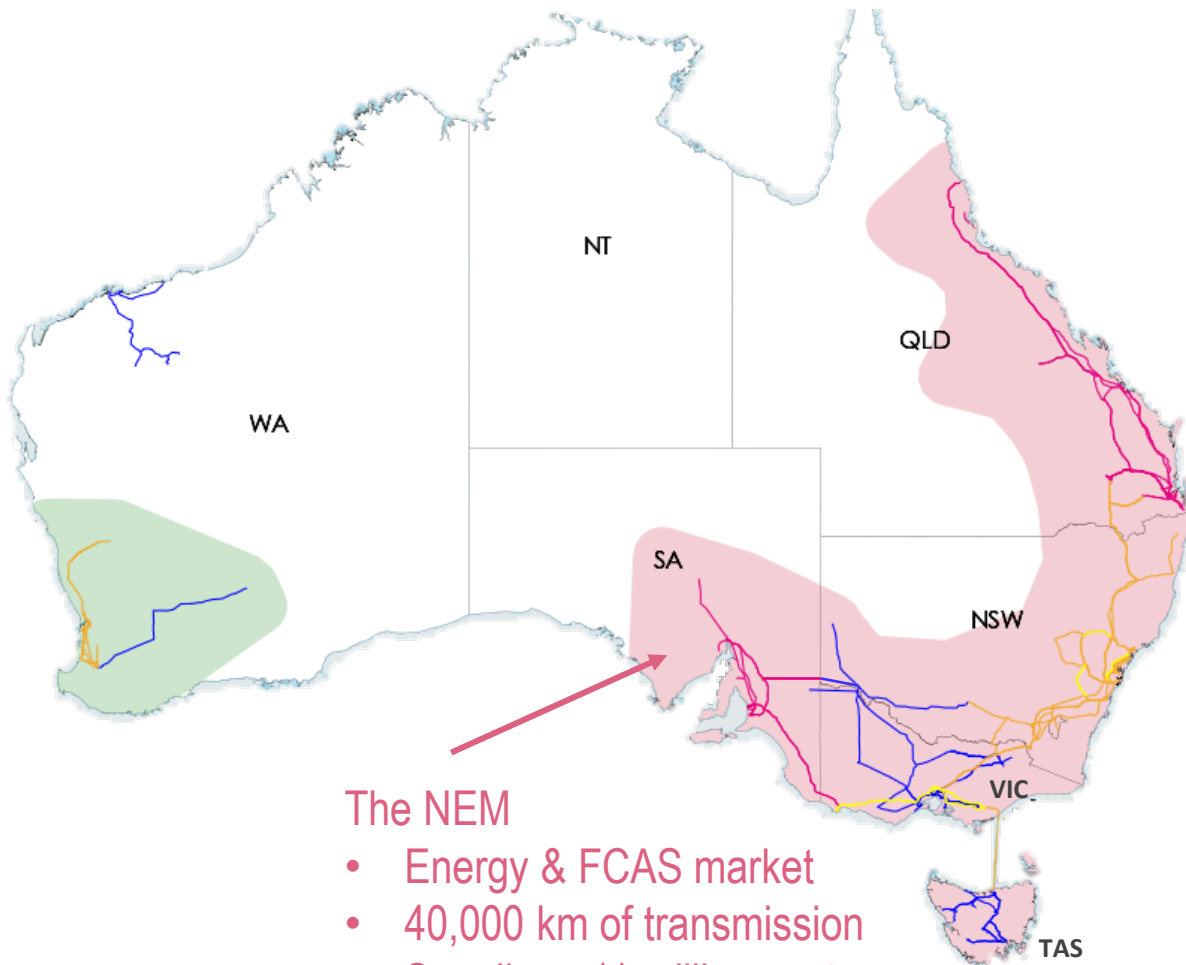 NT
QLD
WA
SA
NSW
VIC
The NEM
• Energy & FCAS market
• 40,000 km of transmission
TAS